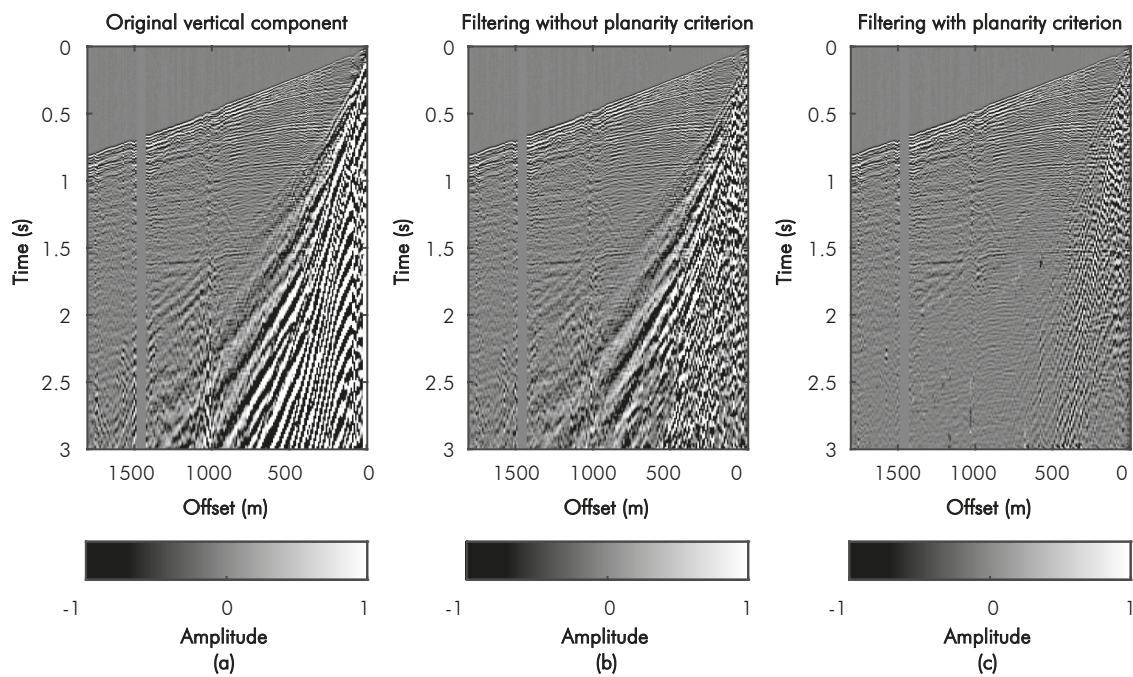 Original vertical component
Filtering without planarity criterion
Filtering with planarity criterion
0
0.5
1
1.5
2
2.5
3
Time (s)
1500 1000 500 0
Offset (m)
-1 0 1
Amplitude
(a)
0
0.5
1
1.5
2
2.5
3
Time (s)
1500 1000 500 0
Offset (m)
-1 0 1
Amplitude
(b)
0
0.5
1
1.5
2
2.5
3
Time (s)
1500 1000 500 0
Offset (m)
-1 0 1
Amplitude
(c)